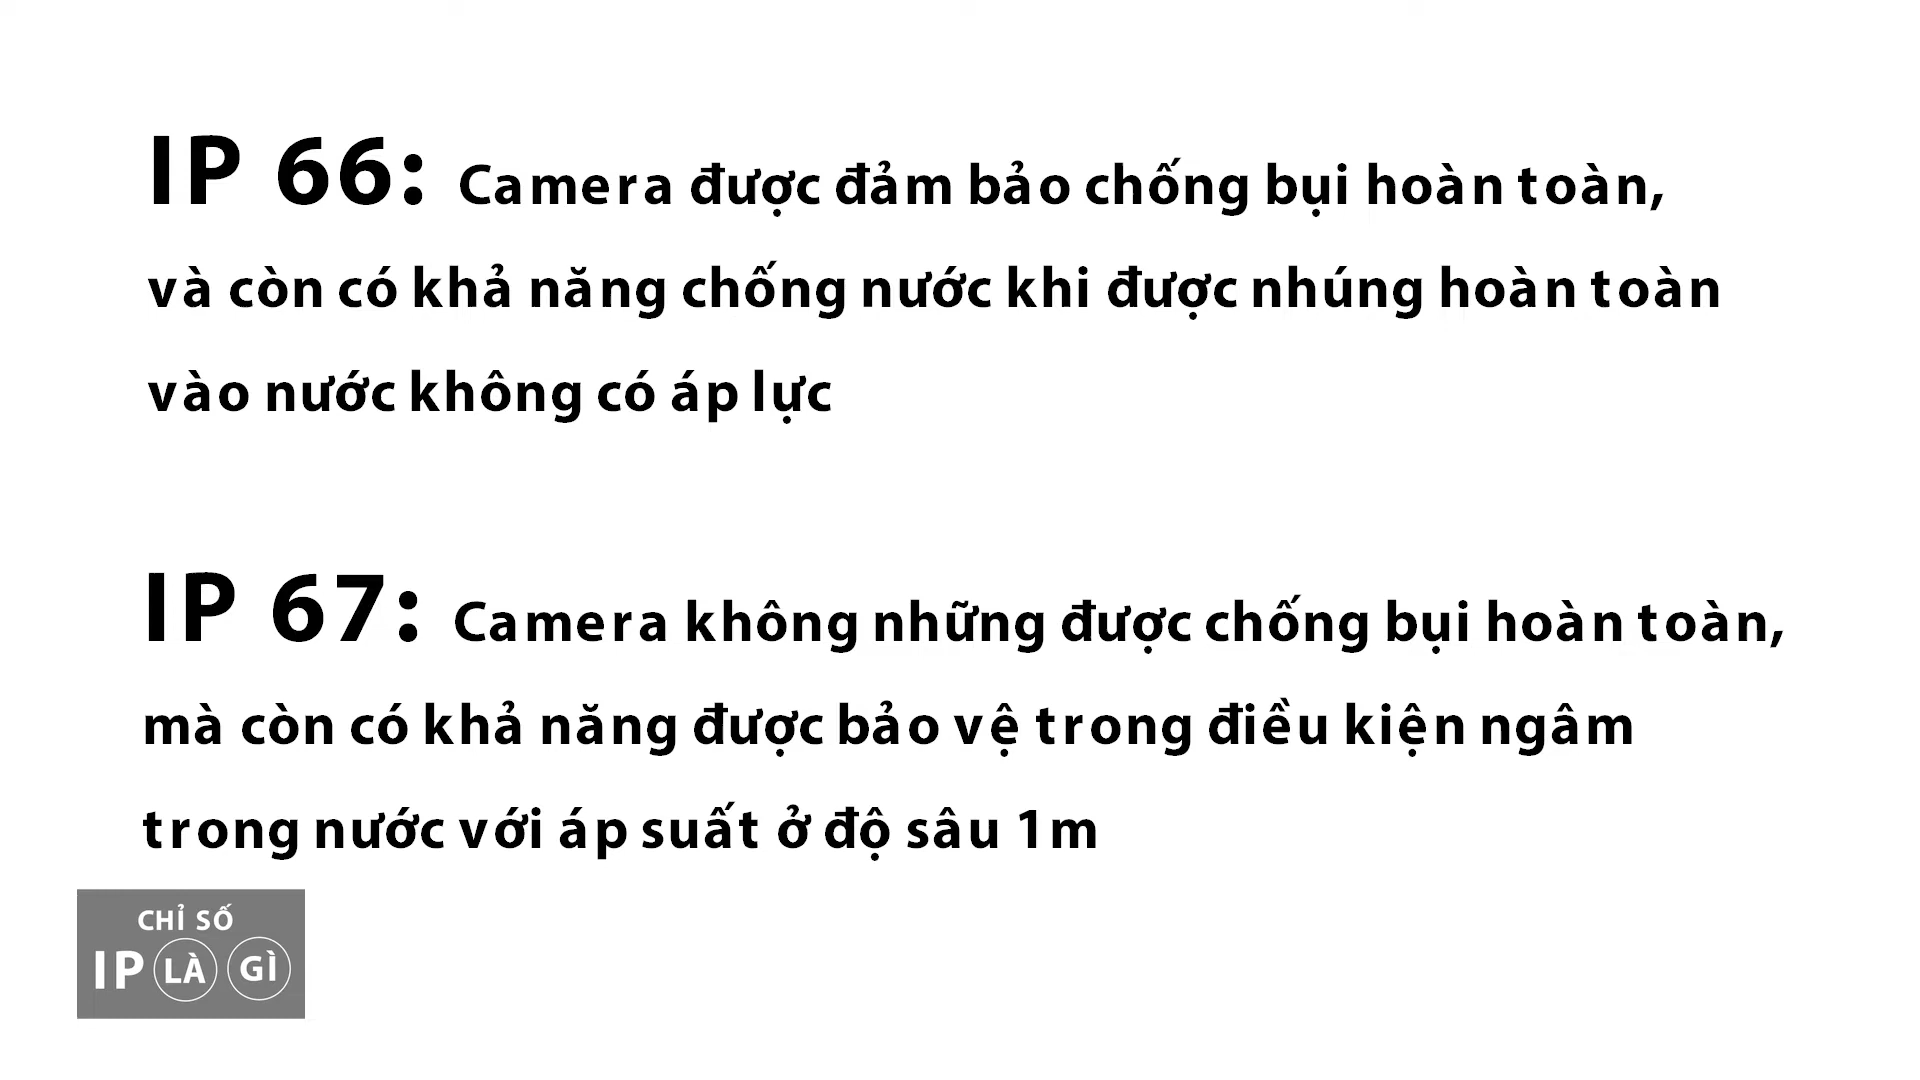 IP 66: Camera được đảm bảo chống bụi hoàn toàn,
và còn có khả năng chống nước khi được nhúng hoàn toàn
vào nước không có áp lực
IP 67: Camera không những được chống bụi hoàn toàn,
mà còn có khả năng được bảo vệ trong điều kiện ngâm
trong nước với áp suất ở độ sâu 1m
CHỈ SỐ
IP LÀ GÌ